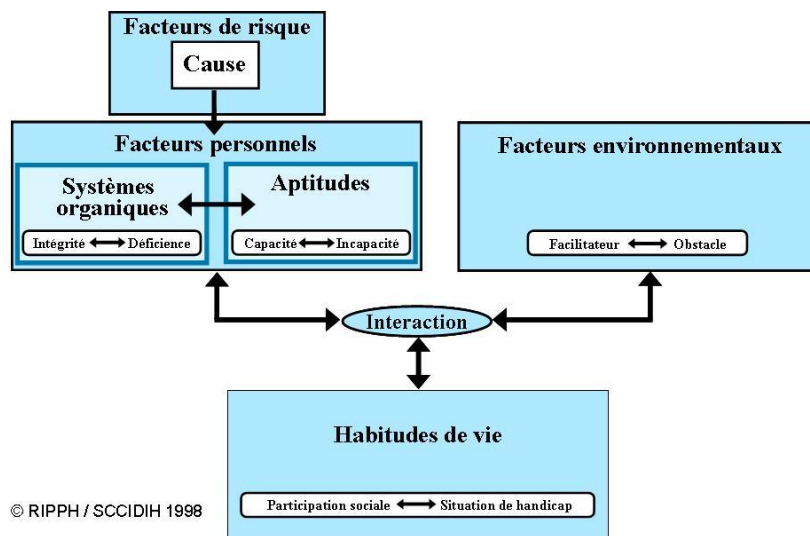 Facteurs de risque
Cause
Facteurs personnels
Systèmes
organiques
Intégrité Déficience
Aptitudes
Capacité Incapacité
Facteurs environnementaux
Facilitateur Obstacle
Interaction
Habitudes de vie
Participation sociale Situation de handicap
© RIPPH / SCCIDIH 1998